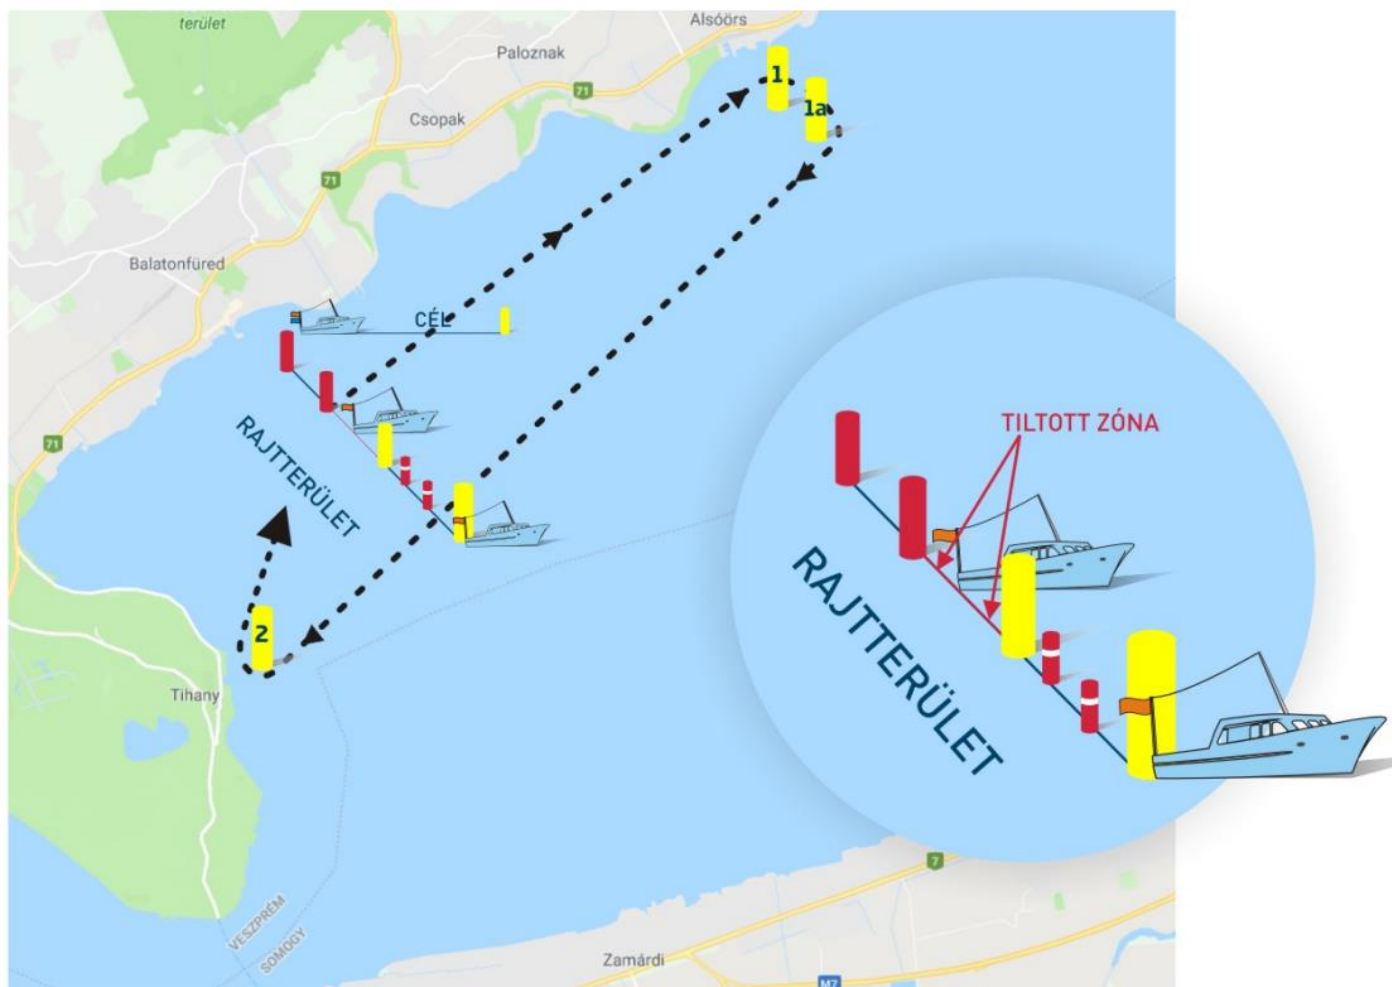 terület
Alsóörs
Paloznak
71
1
1a
Csopak
71
Balatonfüred
CÉL
71
RAJTTERÜLET
TILTOTT ZÓNA
RAJTTERÜLET
2
Tihany
7
VESZPRÉM
SOMOGY
Zamárdi
M7